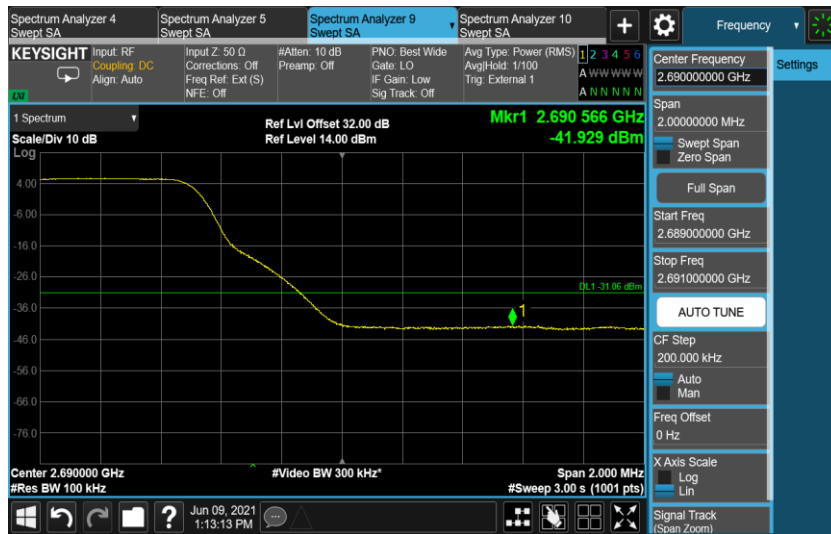 Spectrum Analyzer 4
Swept SA
Spectrum Analyzer 5
Swept SA
Spectrum Analyzer 9
Swept SA
Spectrum Analyzer 10
Swept SA
+
Frequency
KEYSIGHT
Input: RF
Coupling: DC
Align: Auto
Input Z: 50 Ω
Corrections: Off
Freq Ref: Ext (S)
NFE: Off
#Atten: 10 dB
Preamp: Off
PNO: Best Wide
Gate: LO
IF Gain: Low
Sig Track: Off
Avg Type: Power (RMS)
Avg|Hold: 1/100
Trig: External 1
1 2 3 4 5 6
A W W W W W
A N N N N N
LXI
1 Spectrum
Scale/Div 10 dB
Log
Ref Lvl Offset 32.00 dB
Ref Level 14.00 dBm
Mkr1 2.690 566 GHz
-41.929 dBm
4.00
-6.00
-16.0
-26.0
-36.0
-46.0
-56.0
-66.0
-76.0
DL1 -31.06 dBm
1
Center 2.690000 GHz
#Res BW 100 kHz
#Video BW 300 kHz*
Span 2.000 MHz
#Sweep 3.00 s (1001 pts)
Center Frequency
2.690000000 GHz
Settings
Span
2.00000000 MHz
Swept Span
Zero Span
Full Span
Start Freq
2.689000000 GHz
Stop Freq
2.691000000 GHz
AUTO TUNE
CF Step
200.000 kHz
Auto
Man
Freq Offset
0 Hz
X Axis Scale
Log
Lin
Signal Track
(Span Zoom)
?
Jun 09, 2021
1:13:13 PM